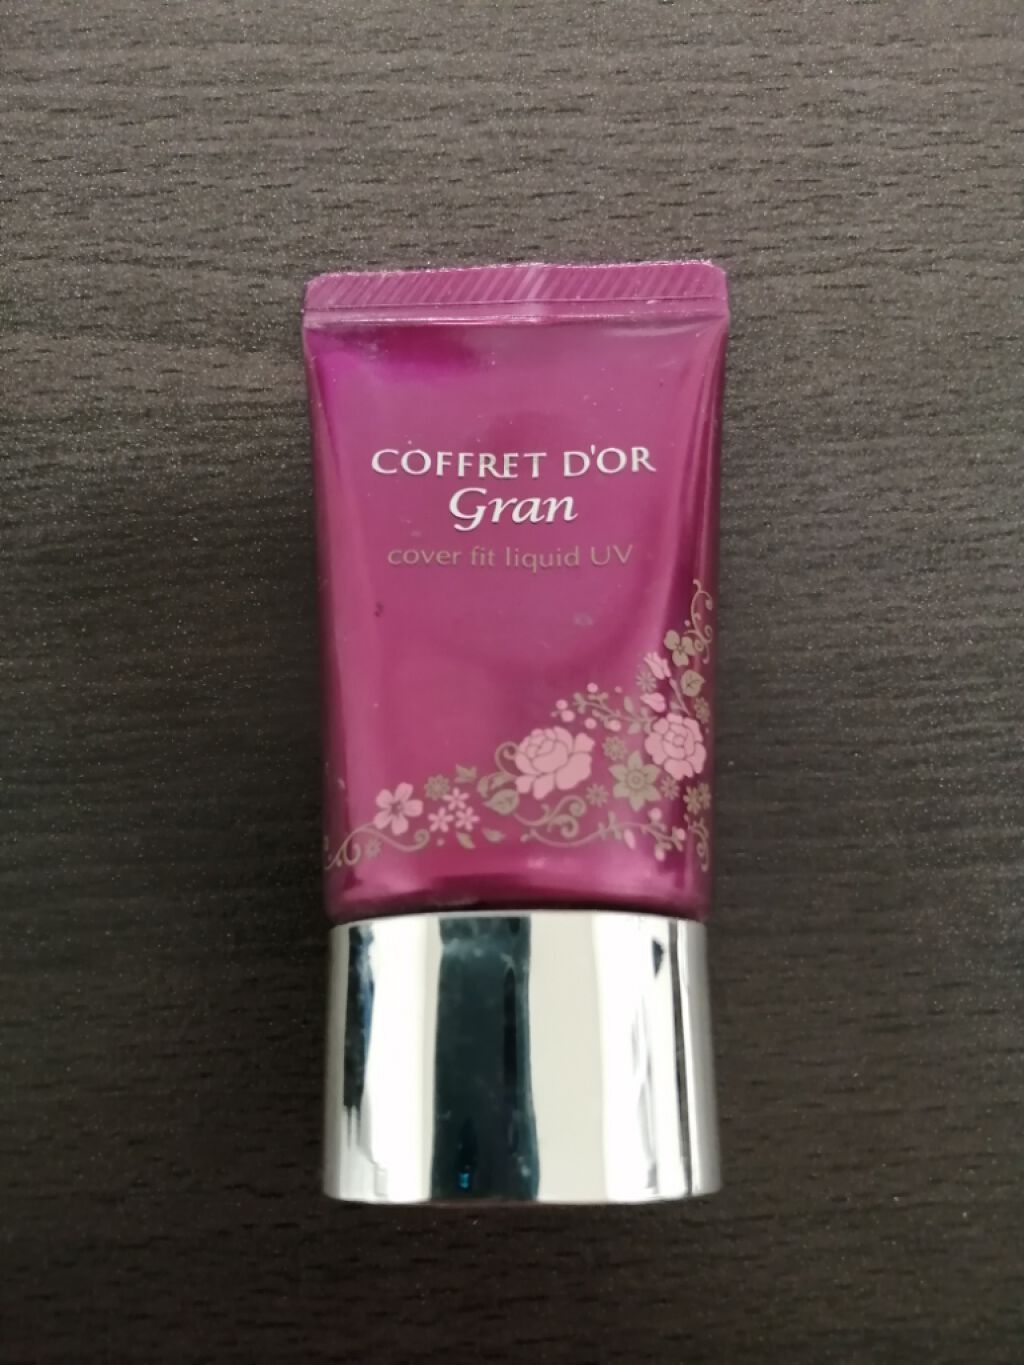 COFFRET D'OR
Gran
cover fit liquid UV